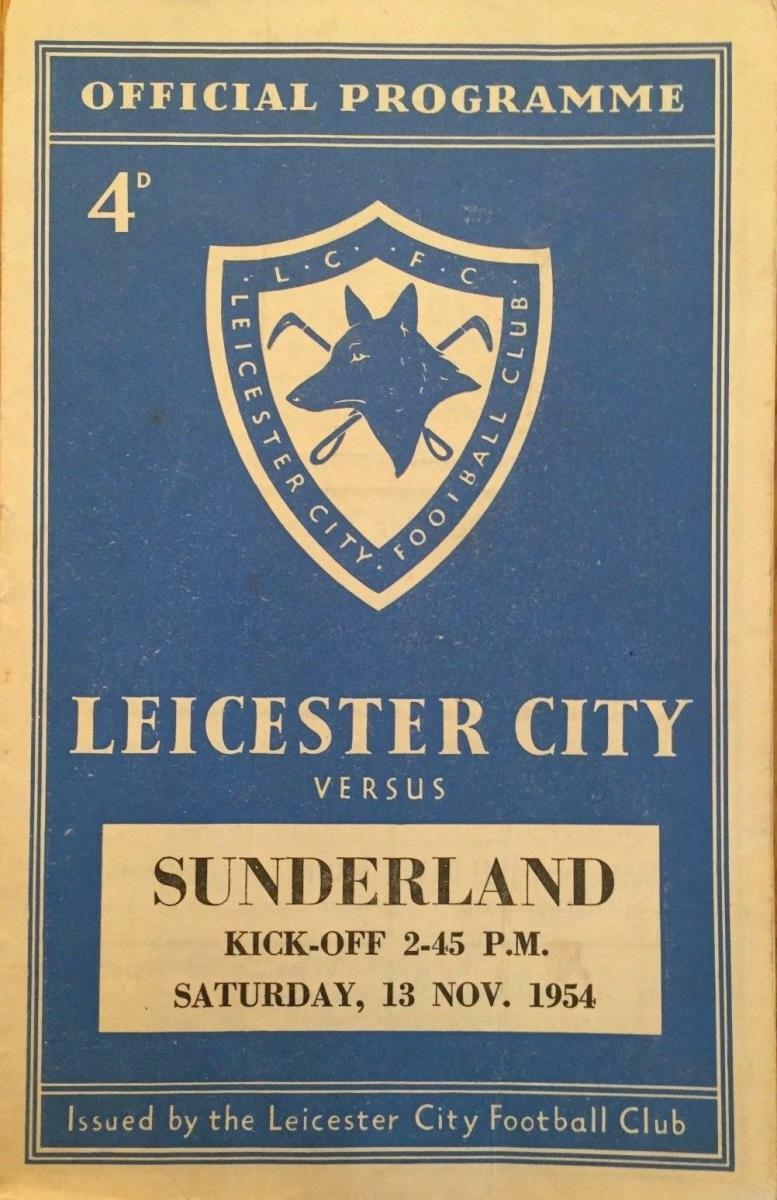 OFFICIAL PROGRAMME
4D
· L · C · · F · C ·
LEICESTER CITY · FOOTBALL CLUB
LEICESTER CITY
VERSUS
SUNDERLAND
KICK-OFF 2-45 P.M.
SATURDAY, 13 NOV. 1954
Issued by the Leicester City Football Club